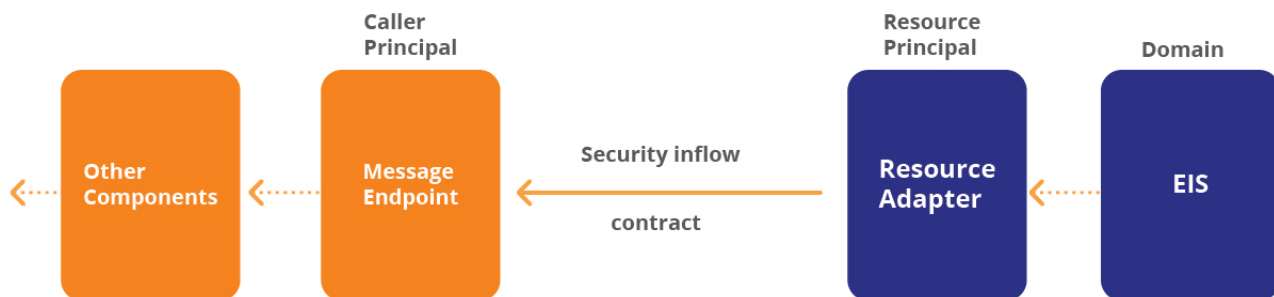 Caller
Principal
Resource
Principal
Domain
Other
Components
Message
Endpoint
Security inflow
contract
Resource
Adapter
EIS